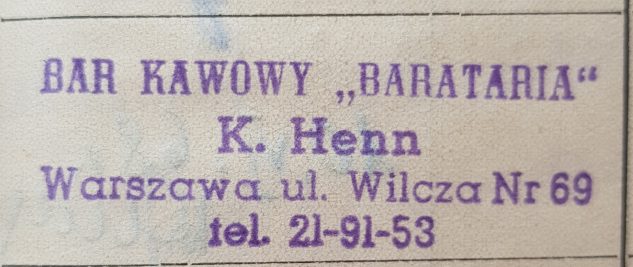 BAR KAWOWY „BARATARIA“
K. Henn
Warszawa ul. Wilcza Nr 69
tel. 21-91-53